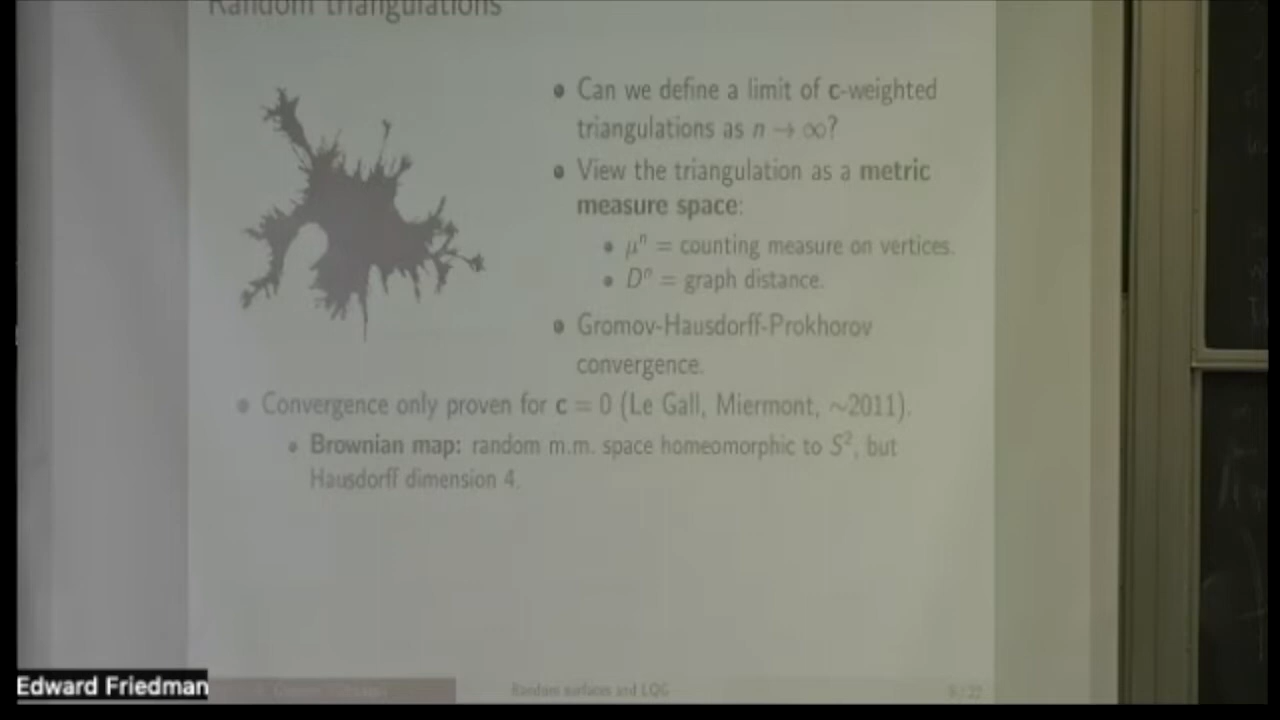 Random triangulations
• Can we define a limit of c-weighted
triangulations as n → ∞?
• View the triangulation as a metric
measure space:
• μⁿ = counting measure on vertices.
• Dⁿ = graph distance.
• Gromov-Hausdorff-Prokhorov
convergence.
• Convergence only proven for c = 0 (Le Gall, Miermont, ~2011).
• Brownian map: random m.m. space homeomorphic to S², but
Hausdorff dimension 4.
Edward Friedman
Random surfaces and LQG